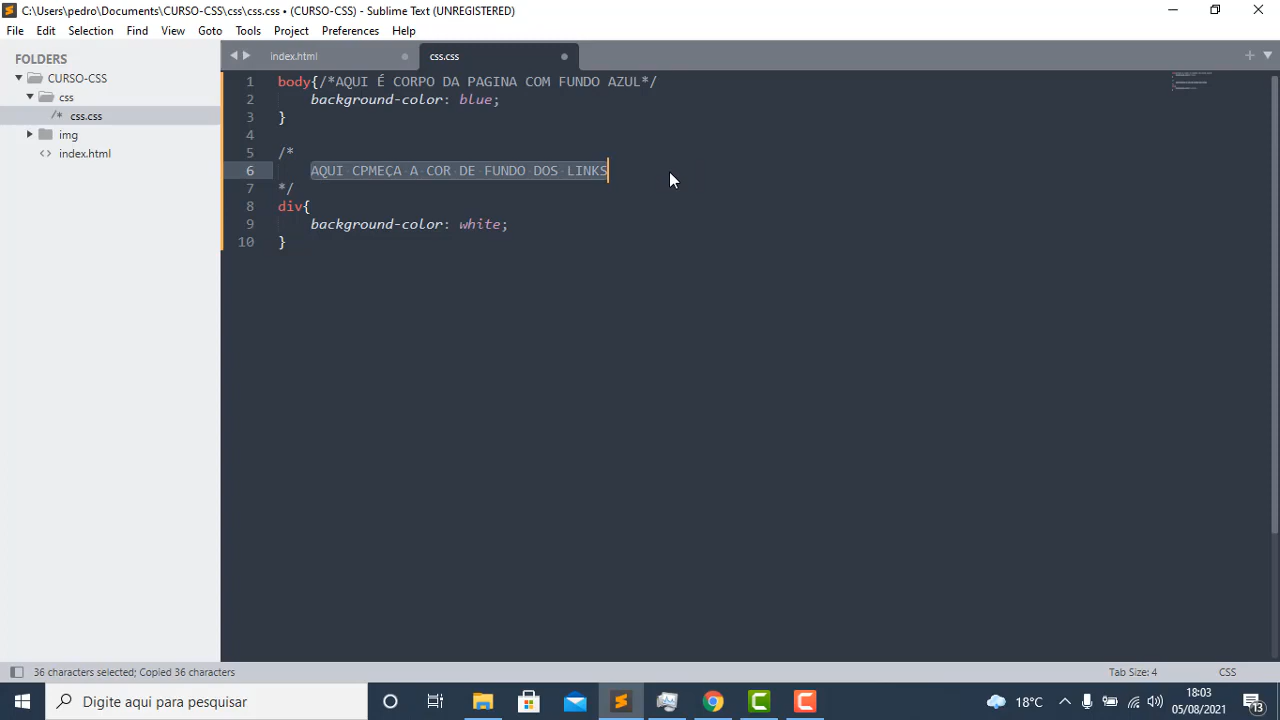 C:\Users\pedro\Documents\CURSO-CSS\css\css.css • (CURSO-CSS) - Sublime Text (UNREGISTERED)
File Edit Selection Find View Goto Tools Project Preferences Help
FOLDERS
CURSO-CSS
css
/* css.css
img
<> index.html
index.html
css.css
1 body{/*AQUI É CORPO DA PAGINA COM FUNDO AZUL*/
2 background-color: blue;
3 }
4
5 /*
6 AQUI CPMEÇA A COR DE FUNDO DOS LINKS
7 */
8 div{
9 background-color: white;
10 }
36 characters selected; Copied 36 characters
Tab Size: 4
CSS
Digite aqui para pesquisar
18°C
18:03
05/08/2021
13